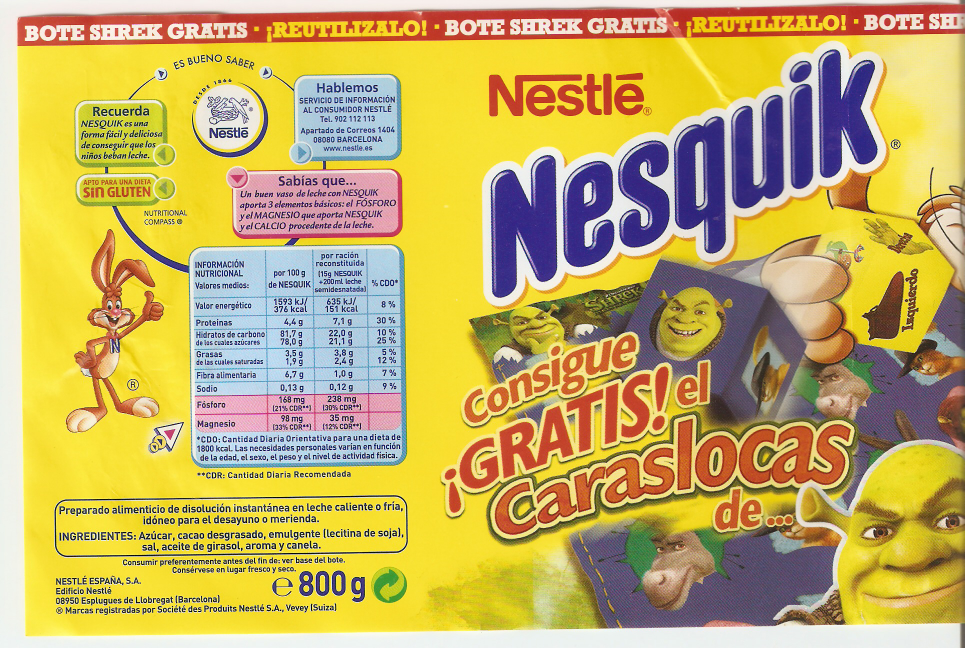 BOTE SHREK GRATIS · ¡REUTILIZALO! · BOTE SHREK GRATIS · ¡REUTILIZALO! · BOTE SHR
ES BUENO SABER
DESDE 1866
Nestlé
Recuerda
NESQUIK es una
forma fácil y deliciosa
de conseguir que los
niños beban leche.
APTO PARA UNA DIETA
Sin GLUTEN
NUTRITIONAL
COMPASS ®
Hablemos
SERVICIO DE INFORMACIÓN
AL CONSUMIDOR NESTLÉ
Tel. 902 112 113
Apartado de Correos 1404
08080 BARCELONA
www.nestle.es
Sabías que...
Un buen vaso de leche con NESQUIK
aporta 3 elementos básicos: el FÓSFORO
y el MAGNESIO que aporta NESQUIK
y el CALCIO procedente de la leche.
INFORMACIÓN
NUTRICIONAL
Valores medios:
por 100 g
de NESQUIK
por ración
reconstituida
(15g NESQUIK
+200ml leche
semidesnatada)
% CDO*
Valor energético 1593 kJ/ 376 kcal 635 kJ/ 151 kcal 8 %
Proteínas 4,4 g 7,1 g 30 %
Hidratos de carbono 81,7 g 22,0 g 10 %
de los cuales azúcares 78,0 g 21,1 g 25 %
Grasas 3,5 g 3,8 g 5 %
de las cuales saturadas 1,9 g 2,4 g 12 %
Fibra alimentaria 6,7 g 1,0 g 7 %
Sodio 0,13 g 0,12 g 9 %
Fósforo 168 mg (21% CDR**) 238 mg (30% CDR**)
Magnesio 98 mg (33% CDR**) 35 mg (12% CDR**)
*CDO: Cantidad Diaria Orientativa para una dieta de
1800 kcal. Las necesidades personales varían en función
de la edad, el sexo, el peso y el nivel de actividad física.
**CDR: Cantidad Diaria Recomendada
N
®
Preparado alimenticio de disolución instantánea en leche caliente o fría,
idóneo para el desayuno o merienda.
INGREDIENTES: Azúcar, cacao desgrasado, emulgente (lecitina de soja),
sal, aceite de girasol, aroma y canela.
Consumir preferentemente antes del fin de: ver base del bote.
Consérvese en lugar fresco y seco.
NESTLÉ ESPAÑA, S.A.
Edificio Nestlé
08950 Esplugues de Llobregat (Barcelona)
® Marcas registradas por Société des Produits Nestlé S.A., Vevey (Suiza)
e 800 g
Nestlé®
Nesquik®
Shrek
Izquierdo
Consigue
¡GRATIS! el
Caraslocas
de...